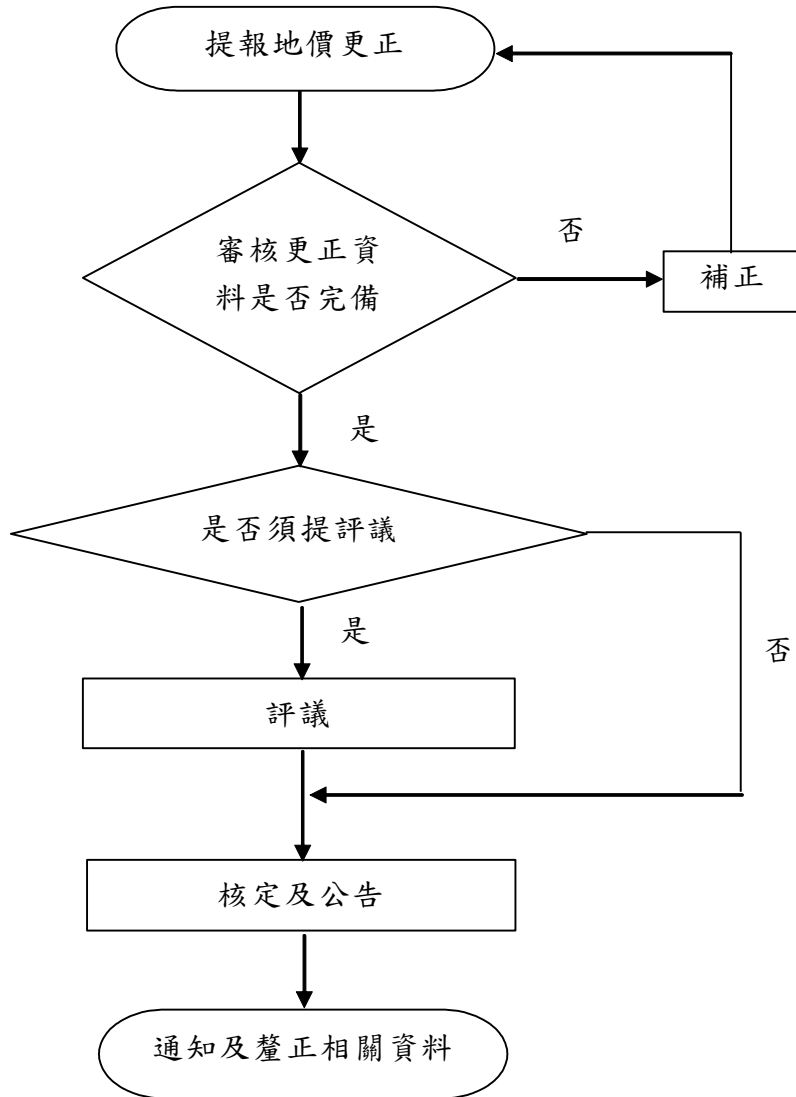 提報地價更正
審核更正資
料是否完備
否
補正
是
是否須提評議
是
否
評議
核定及公告
通知及釐正相關資料